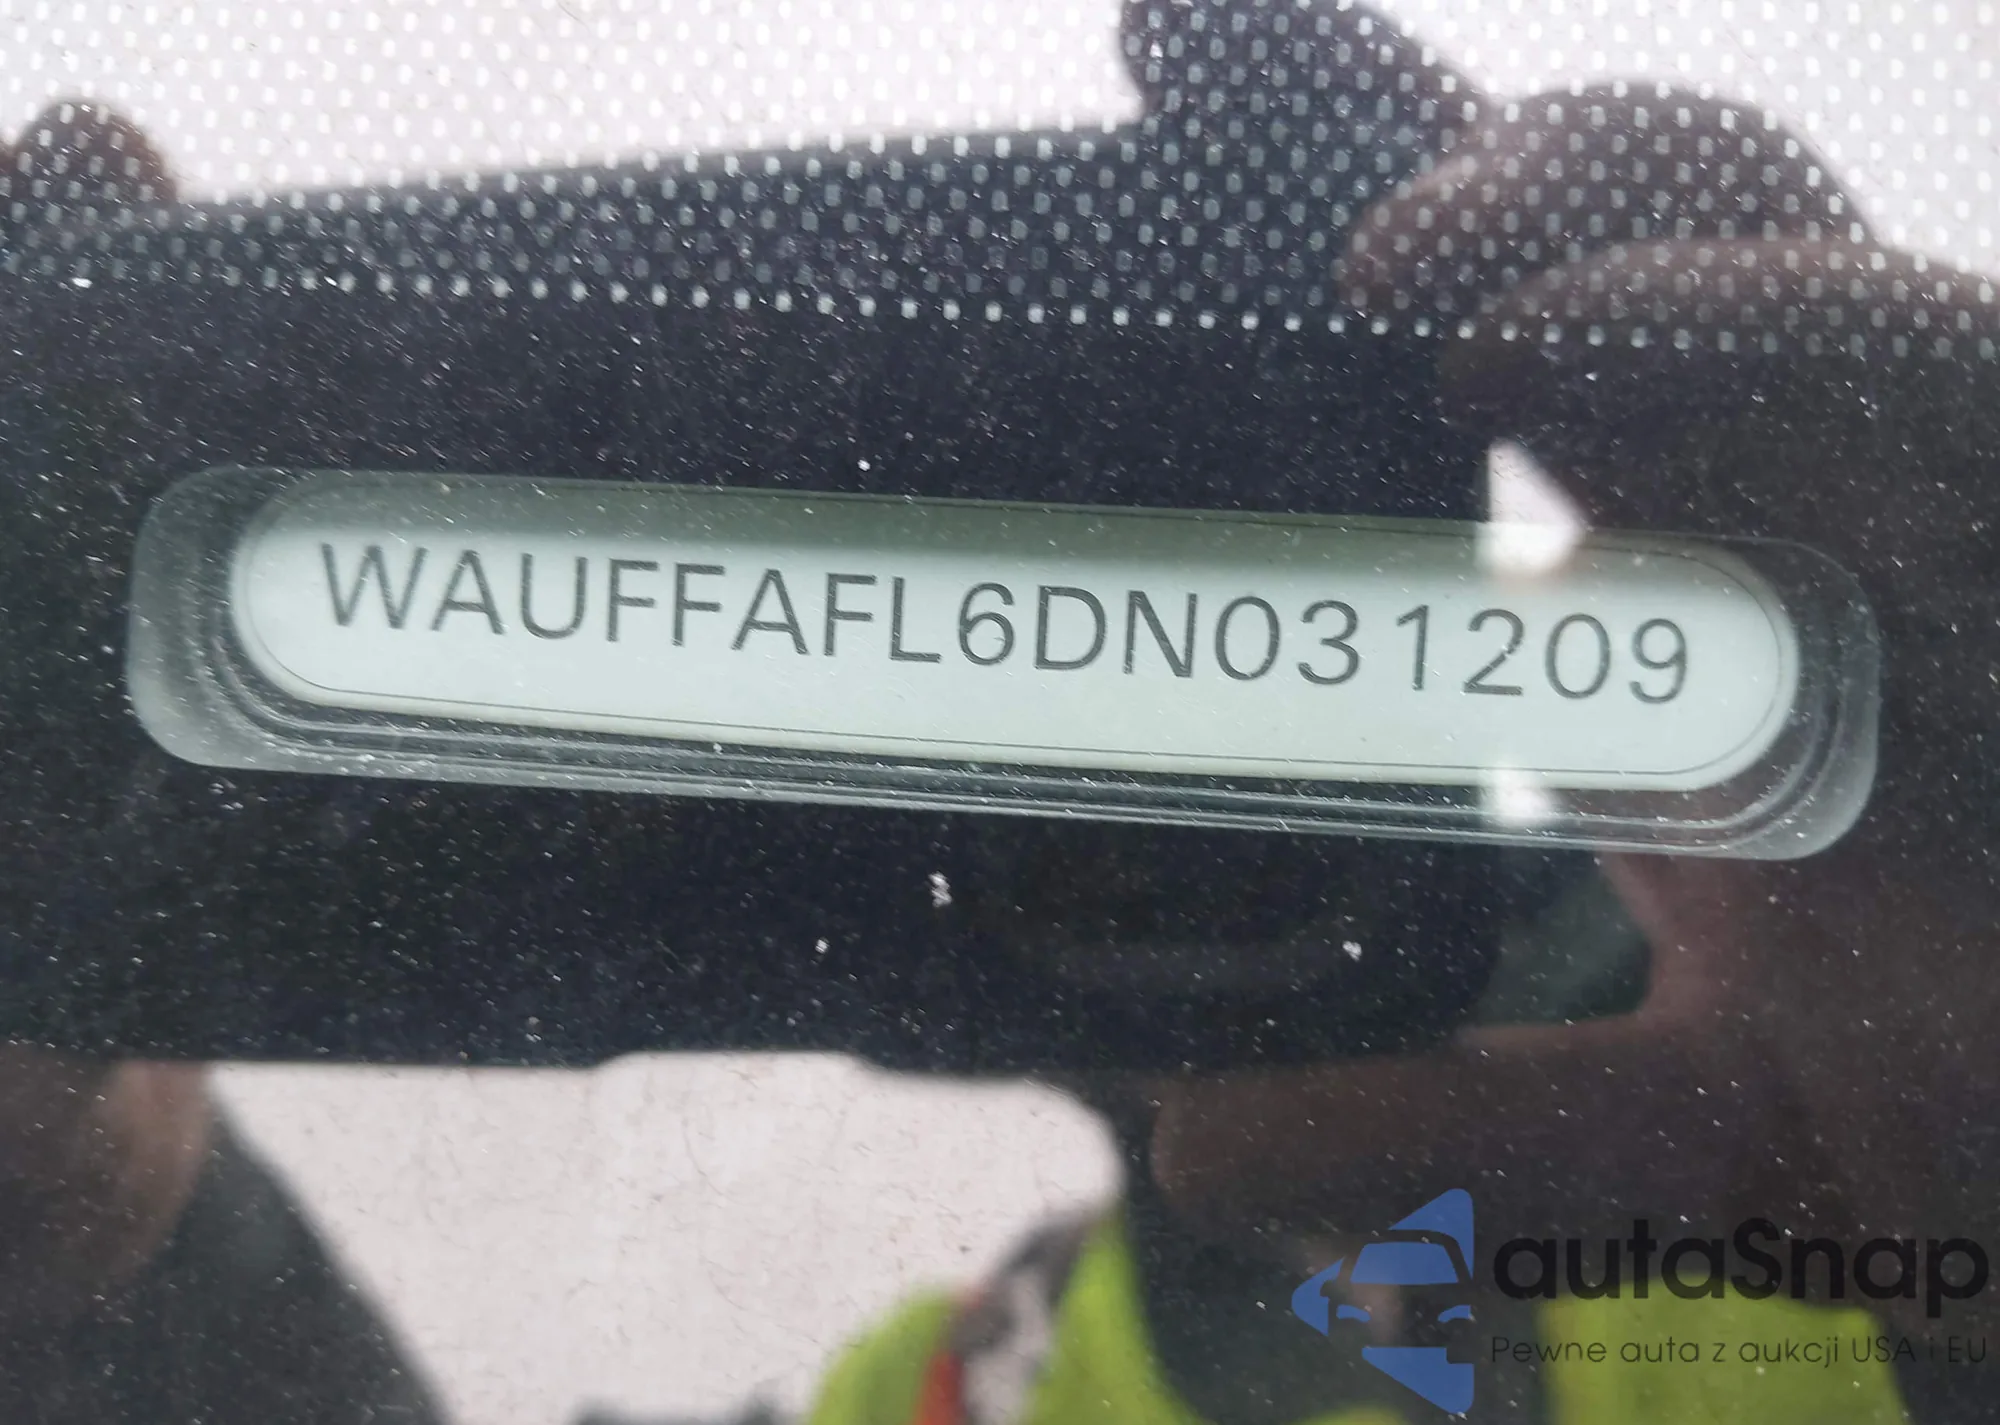 WAUFFAFL6DN031209
autaSnap
Pewne auta z aukcji USA i EU